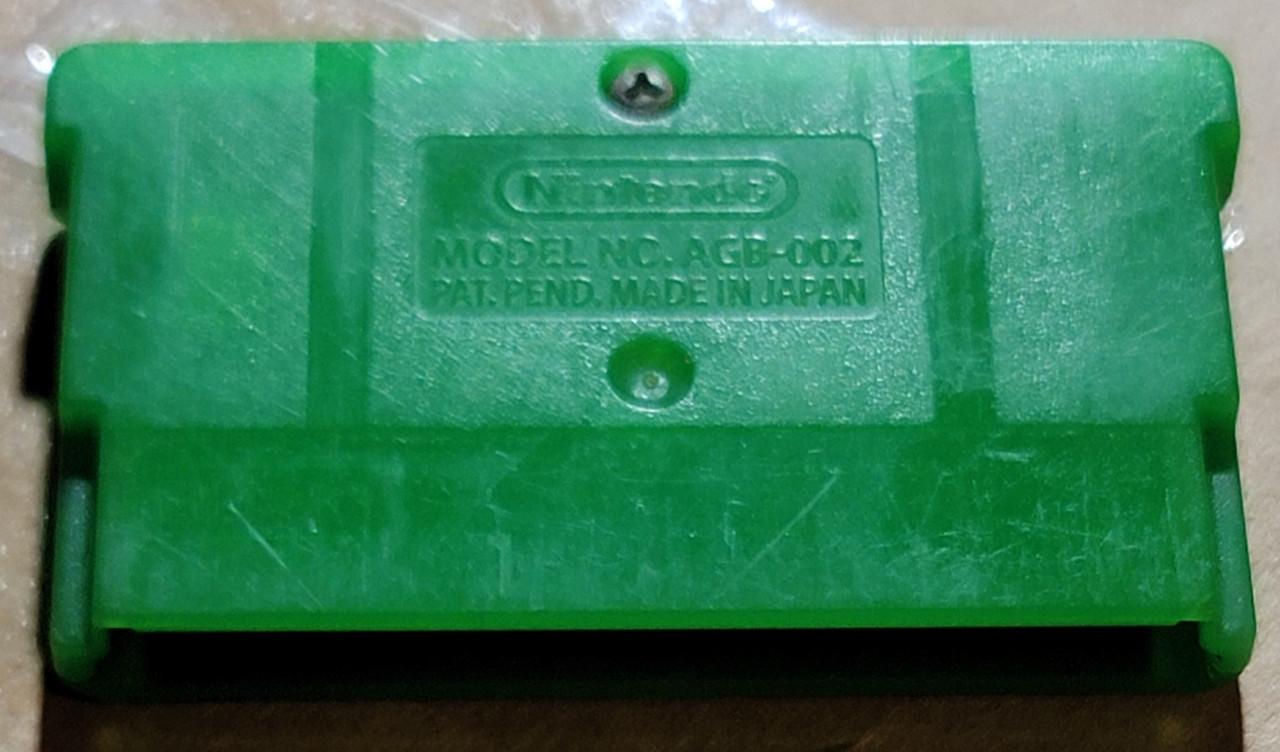 Nintendo®
MODEL NO. AGB-002
PAT. PEND. MADE IN JAPAN